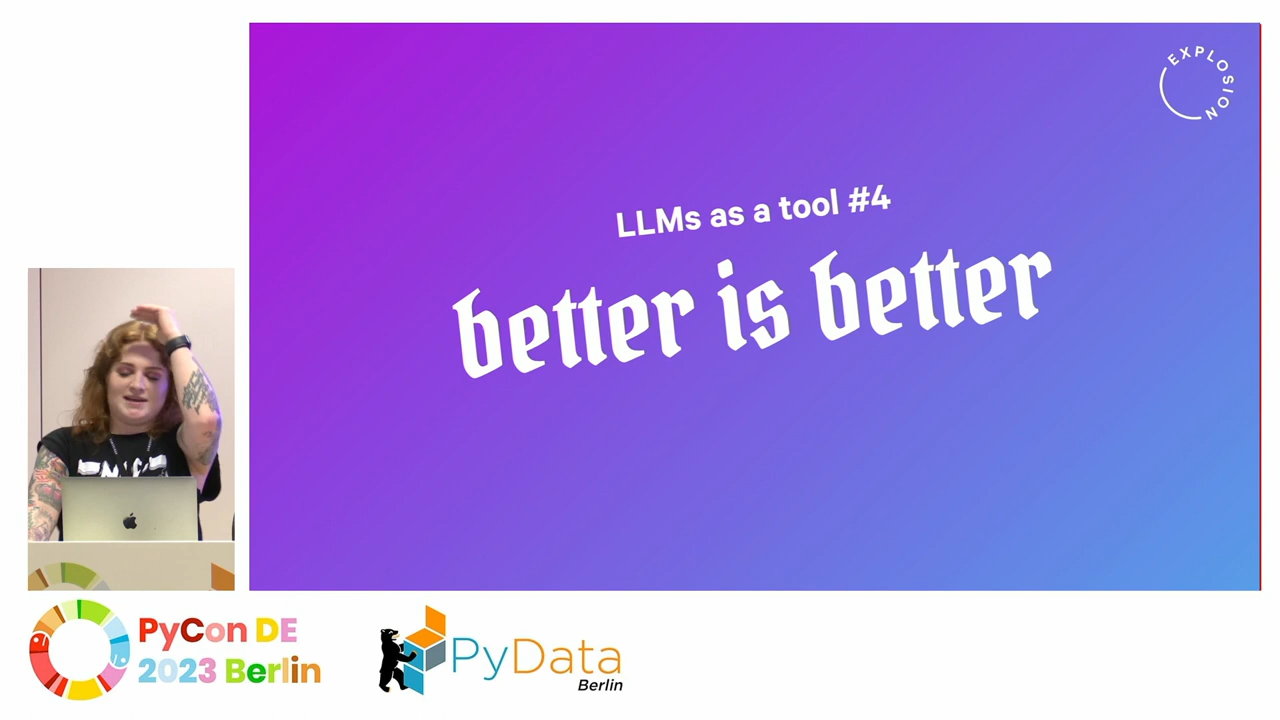 EXPLOSION
LLMs as a tool #4
better is better
PyCon DE
2023 Berlin
PyData
Berlin